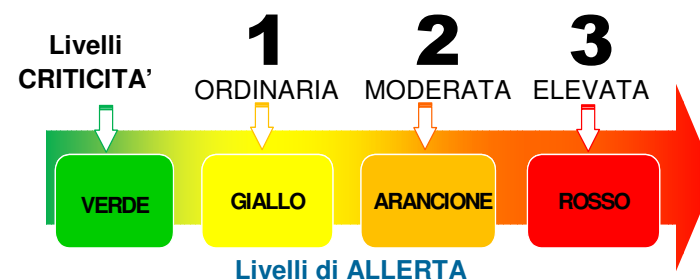 Livelli
CRITICITA’
1
ORDINARIA
2
MODERATA
3
ELEVATA
VERDE
GIALLO
ARANCIONE
ROSSO
Livelli di ALLERTA